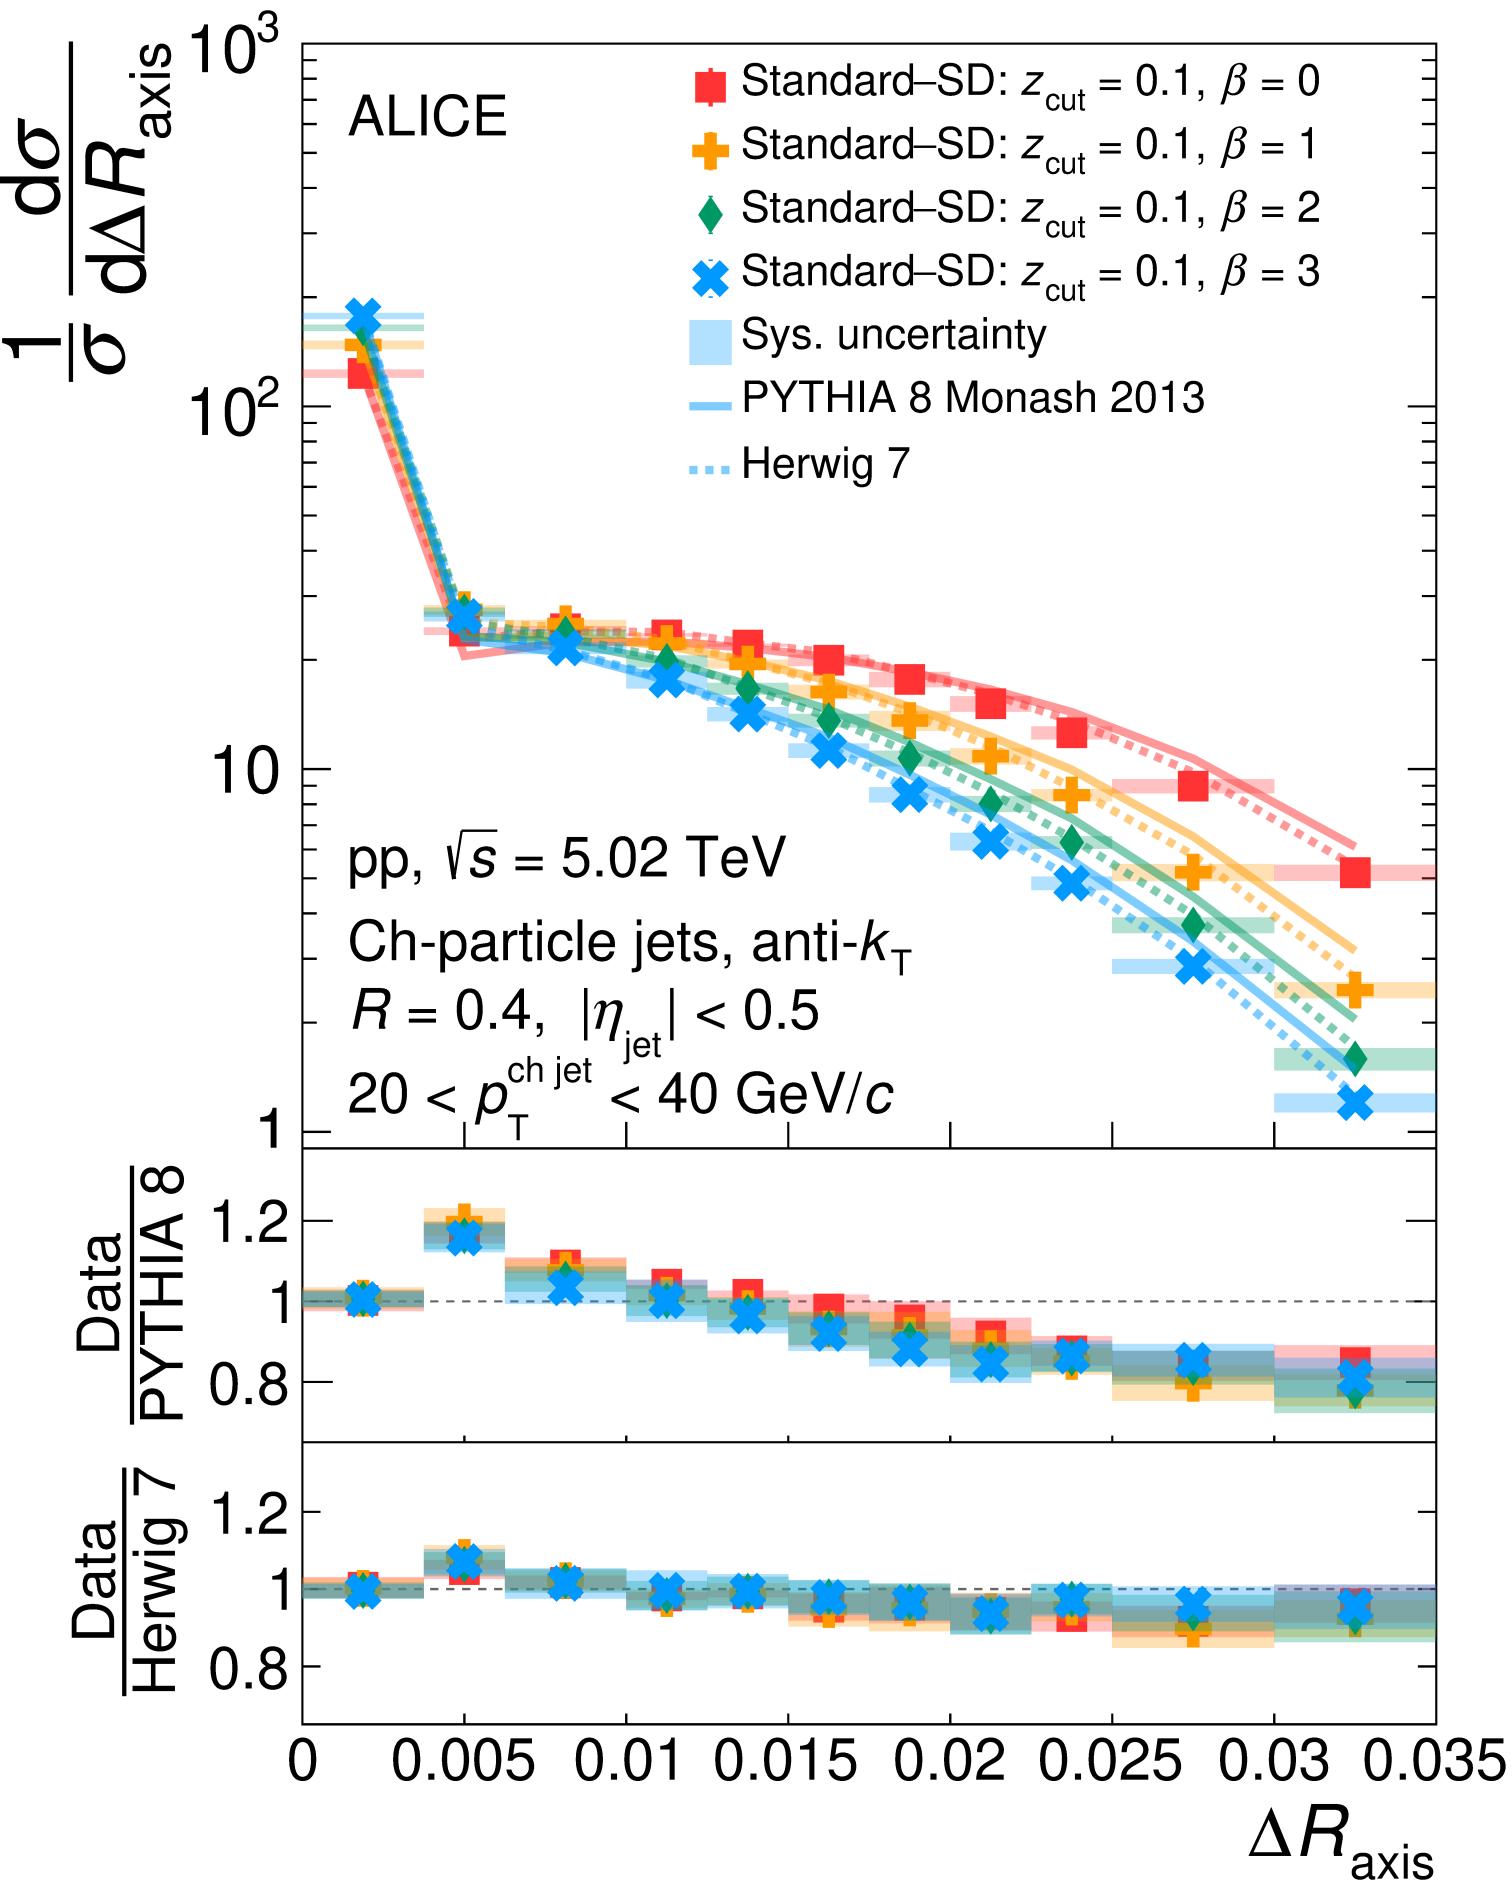 1/σ dσ/dΔR_axis
10³
10²
10
1
ALICE
Standard–SD: z_cut = 0.1, β = 0
Standard–SD: z_cut = 0.1, β = 1
Standard–SD: z_cut = 0.1, β = 2
Standard–SD: z_cut = 0.1, β = 3
Sys. uncertainty
PYTHIA 8 Monash 2013
Herwig 7
pp, √s = 5.02 TeV
Ch-particle jets, anti-k_T
R = 0.4, |η_jet| < 0.5
20 < p_T^ch jet < 40 GeV/c
Data
PYTHIA 8
1.2
1
0.8
Data
Herwig 7
1.2
1
0.8
0 0.005 0.01 0.015 0.02 0.025 0.03 0.035
ΔR_axis